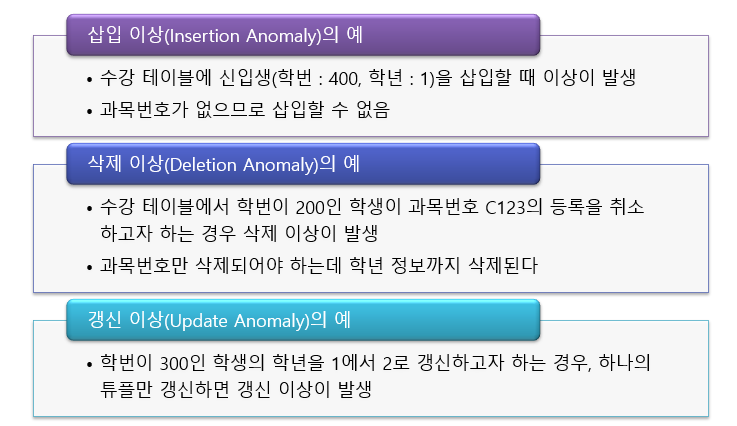 삽입 이상(Insertion Anomaly)의 예
• 수강 테이블에 신입생(학번 : 400, 학년 : 1)을 삽입할 때 이상이 발생
• 과목번호가 없으므로 삽입할 수 없음
삭제 이상(Deletion Anomaly)의 예
• 수강 테이블에서 학번이 200인 학생이 과목번호 C123의 등록을 취소
하고자 하는 경우 삭제 이상이 발생
• 과목번호만 삭제되어야 하는데 학년 정보까지 삭제된다
갱신 이상(Update Anomaly)의 예
• 학번이 300인 학생의 학년을 1에서 2로 갱신하고자 하는 경우, 하나의
튜플만 갱신하면 갱신 이상이 발생